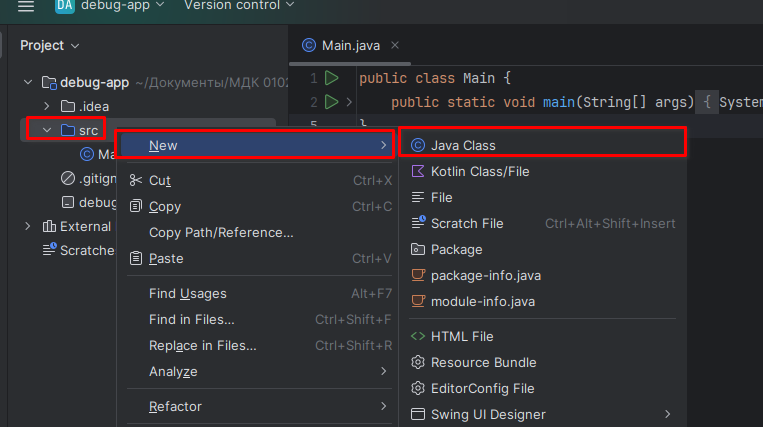 DA debug-app Version control
Project
Main.java
debug-app ~/Документы/МДК 0102
.idea
src
Ma
.gitign
debug
External
Scratche
1 public class Main {
2 public static void main(String[] args) { System
5 }
New
Cut Ctrl+X
Copy Ctrl+C
Copy Path/Reference...
Paste Ctrl+V
Find Usages Alt+F7
Find in Files... Ctrl+Shift+F
Replace in Files... Ctrl+Shift+R
Analyze
Refactor
Java Class
Kotlin Class/File
File
Scratch File Ctrl+Alt+Shift+Insert
Package
package-info.java
module-info.java
HTML File
Resource Bundle
EditorConfig File
Swing UI Designer